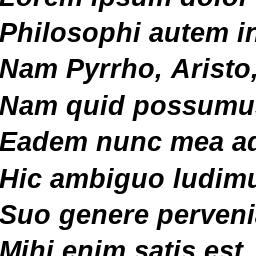 Lorem ipsum dolor
Philosophi autem in
Nam Pyrrho, Aristo,
Nam quid possumus
Eadem nunc mea ad
Hic ambiguo ludimu
Suo genere perveni
Mihi enim satis est